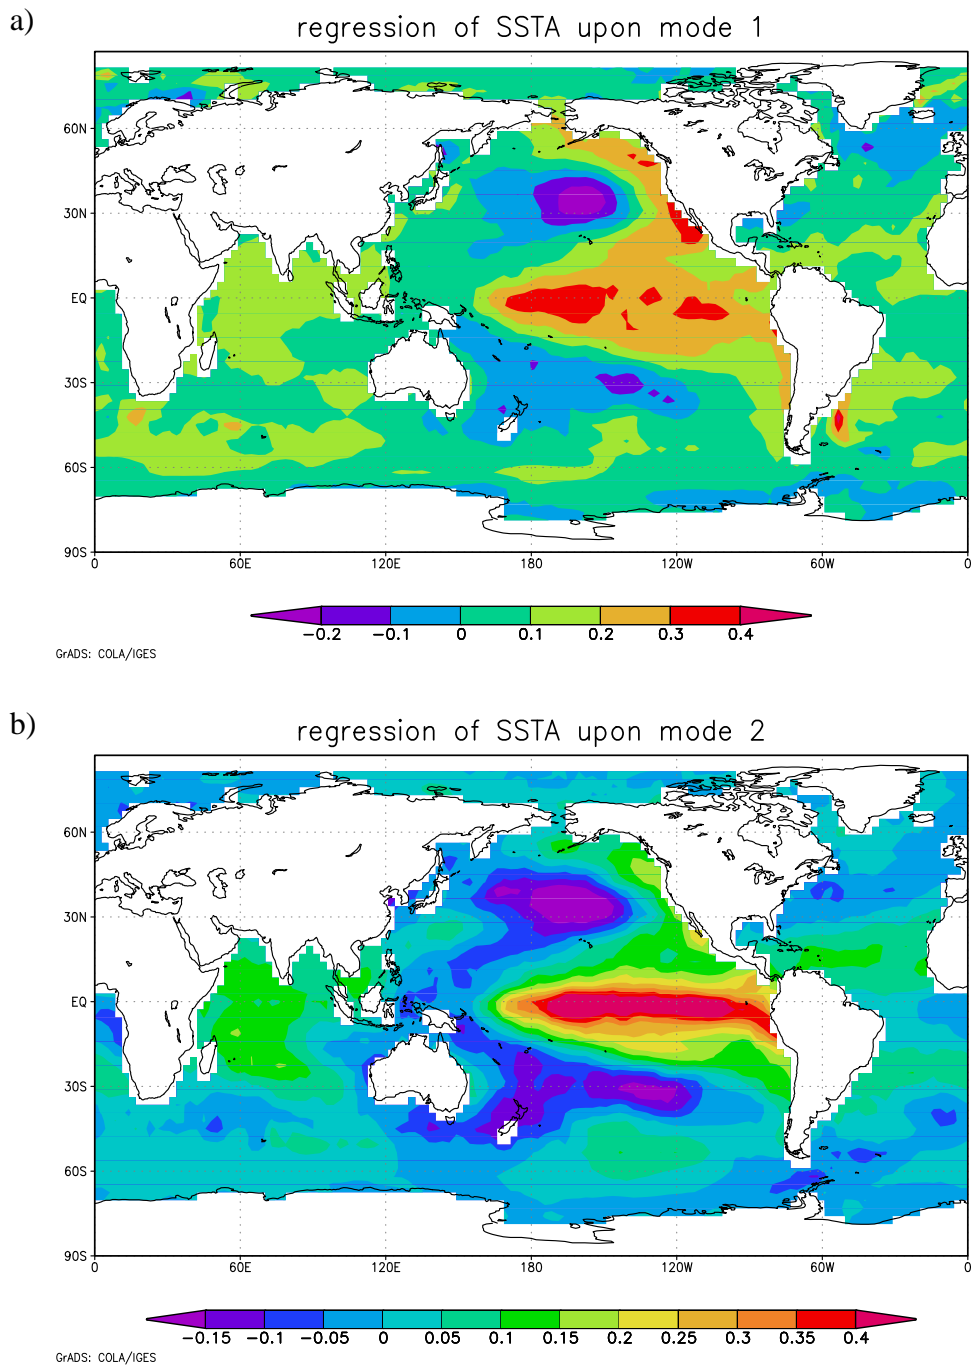 a)
regression of SSTA upon mode 1
60N
30N
EQ
30S
60S
90S
0 60E 120E 180 120W 60W 0
-0.2 -0.1 0 0.1 0.2 0.3 0.4
GrADS: COLA/IGES
b)
regression of SSTA upon mode 2
60N
30N
EQ
30S
60S
90S
0 60E 120E 180 120W 60W 0
-0.15 -0.1 -0.05 0 0.05 0.1 0.15 0.2 0.25 0.3 0.35 0.4
GrADS: COLA/IGES